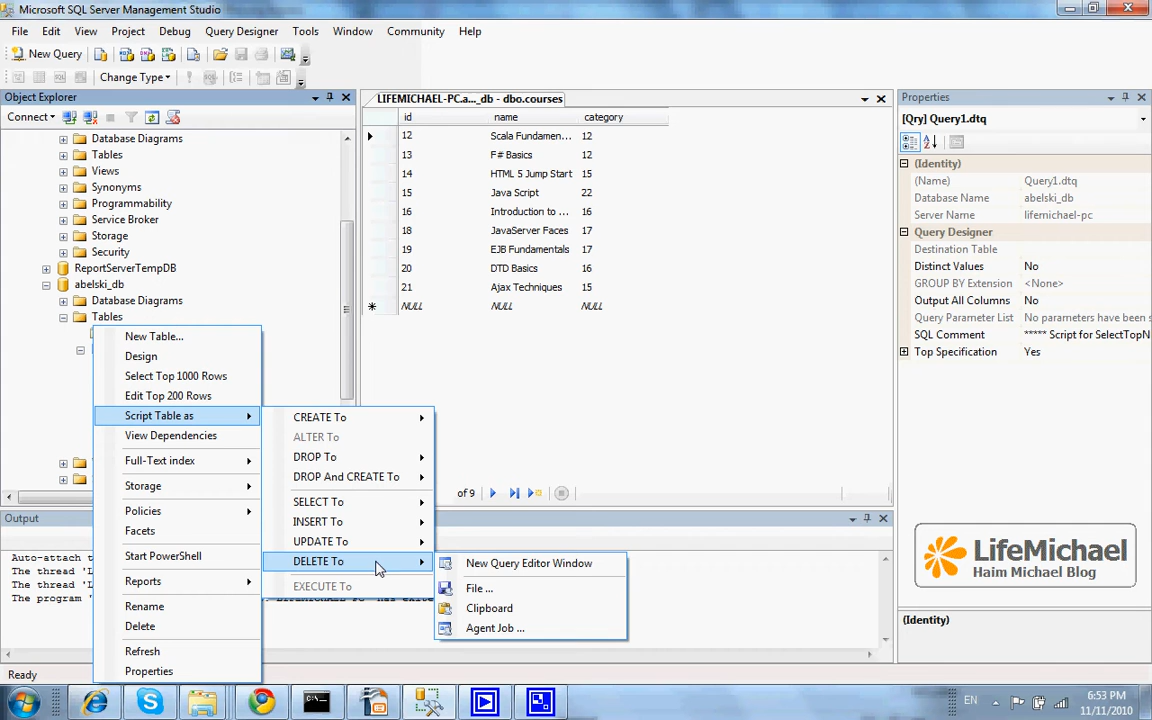 Microsoft SQL Server Management Studio
File Edit View Project Debug Query Designer Tools Window Community Help
New Query
Change Type
Object Explorer
Connect
Database Diagrams
Tables
Views
Synonyms
Programmability
Service Broker
Storage
Security
ReportServerTempDB
abelski_db
Database Diagrams
Tables
New Table...
Design
Select Top 1000 Rows
Edit Top 200 Rows
Script Table as
View Dependencies
Full-Text index
Storage
Policies
Facets
Start PowerShell
Reports
Rename
Delete
Refresh
Properties
CREATE To
ALTER To
DROP To
DROP And CREATE To
SELECT To
INSERT To
UPDATE To
DELETE To
EXECUTE To
New Query Editor Window
File ...
Clipboard
Agent Job ...
LIFEMICHAEL-PC.a..._db - dbo.courses
id name category
12 Scala Fundamen... 12
13 F# Basics 12
14 HTML 5 Jump Start 15
15 Java Script 22
16 Introduction to ... 16
18 JavaServer Faces 17
19 EJB Fundamentals 17
20 DTD Basics 16
21 Ajax Techniques 15
NULL NULL NULL
of 9
Output
Auto-attach t
The thread 'L
The thread 'L
The program '
Properties
[Qry] Query1.dtq
(Identity)
(Name) Query1.dtq
Database Name abelski_db
Server Name lifemichael-pc
Query Designer
Destination Table
Distinct Values No
GROUP BY Extension <None>
Output All Columns No
Query Parameter List No parameters have been s
SQL Comment ***** Script for SelectTopN
Top Specification Yes
LifeMichael
Haim Michael Blog
(Identity)
Ready
EN
6:53 PM
11/11/2010